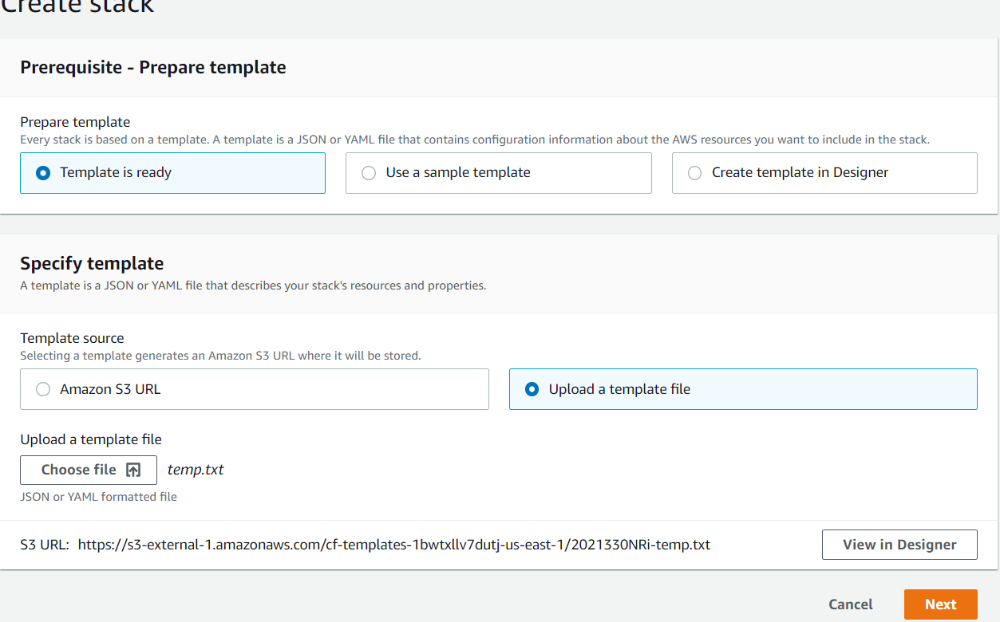 Create stack
Prerequisite - Prepare template
Prepare template
Every stack is based on a template. A template is a JSON or YAML file that contains configuration information about the AWS resources you want to include in the stack.
Template is ready
Use a sample template
Create template in Designer
Specify template
A template is a JSON or YAML file that describes your stack's resources and properties.
Template source
Selecting a template generates an Amazon S3 URL where it will be stored.
Amazon S3 URL
Upload a template file
Upload a template file
Choose file
temp.txt
JSON or YAML formatted file
S3 URL: https://s3-external-1.amazonaws.com/cf-templates-1bwtxllv7dutj-us-east-1/2021330NRi-temp.txt
View in Designer
Cancel
Next